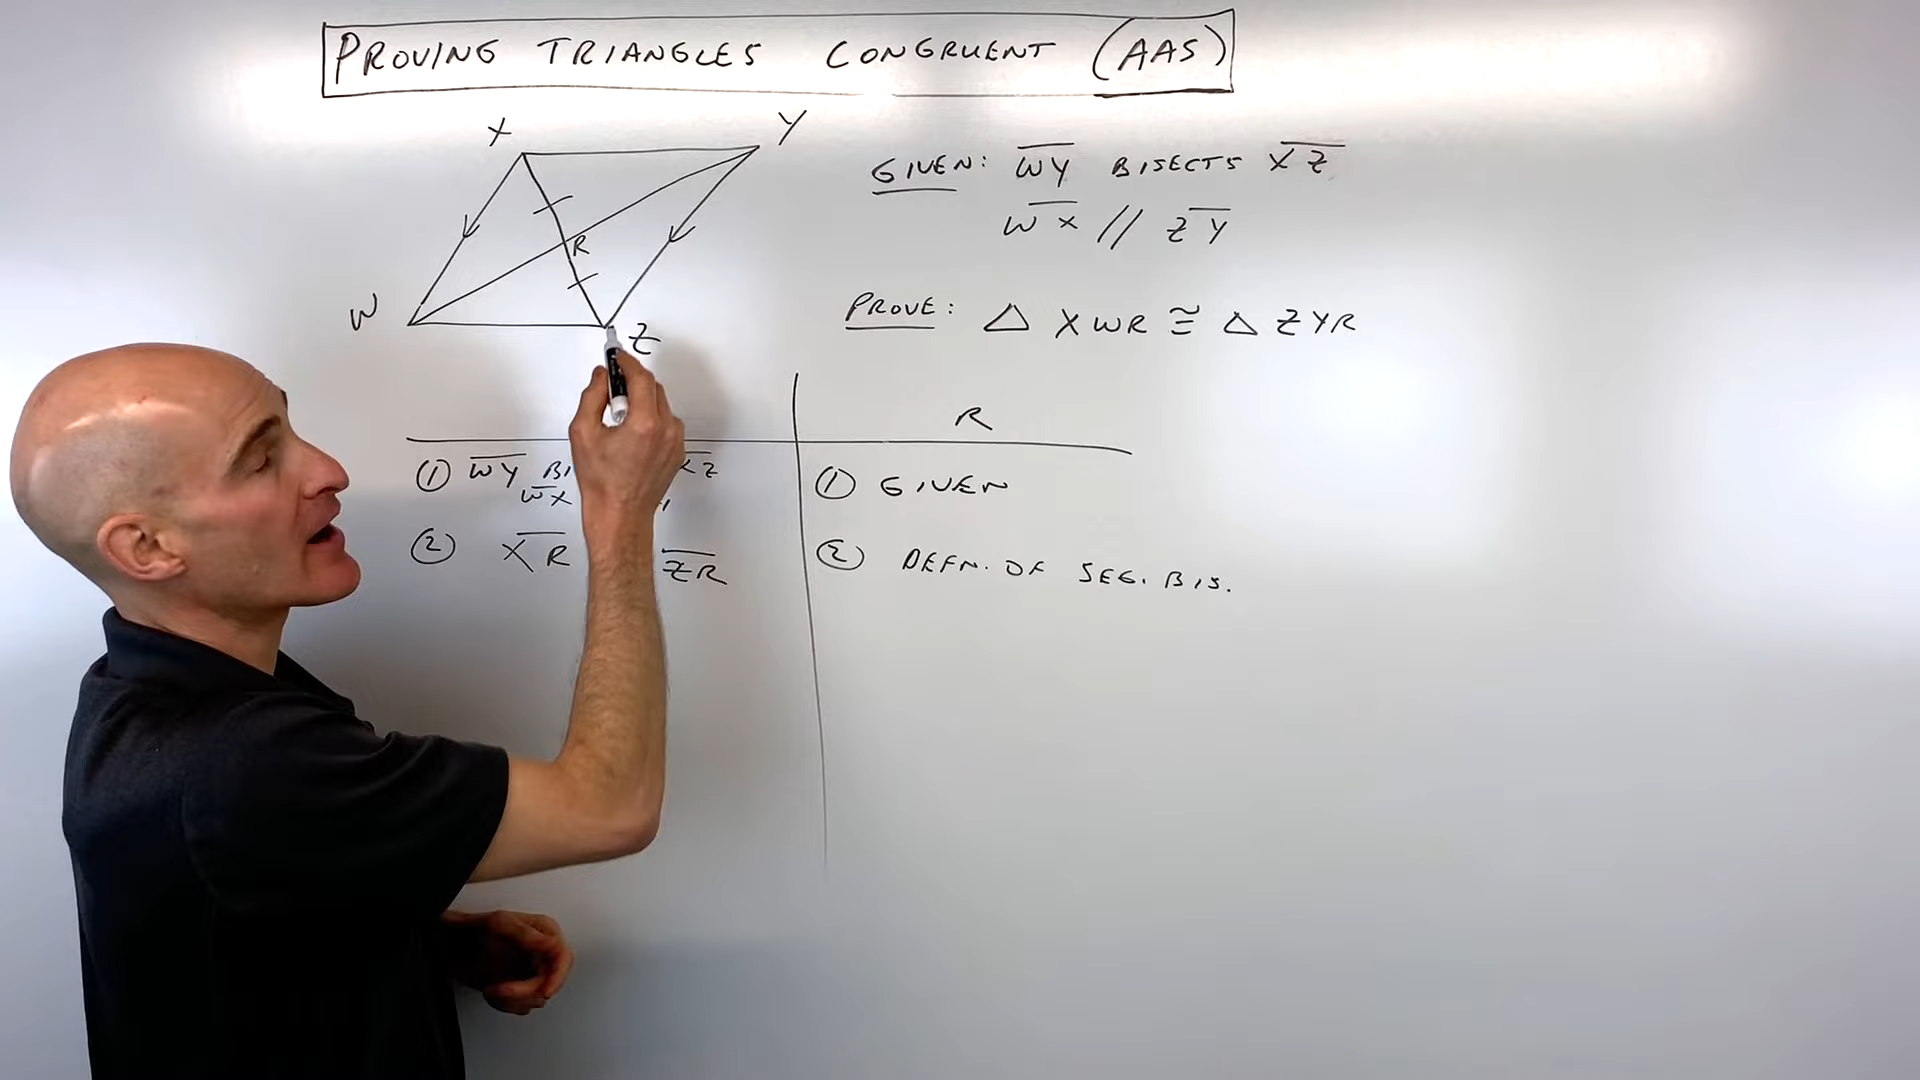 PROVING TRIANGLES CONGRUENT (AAS)
X
Y
R
W
Z
GIVEN: WY BISECTS XZ
WX // ZY
PROVE: △ XWR ≅ △ ZYR
R
① WY BI XZ
WX
① GIVEN
② XR ZR
② DEFN. OF SEG. BIS.